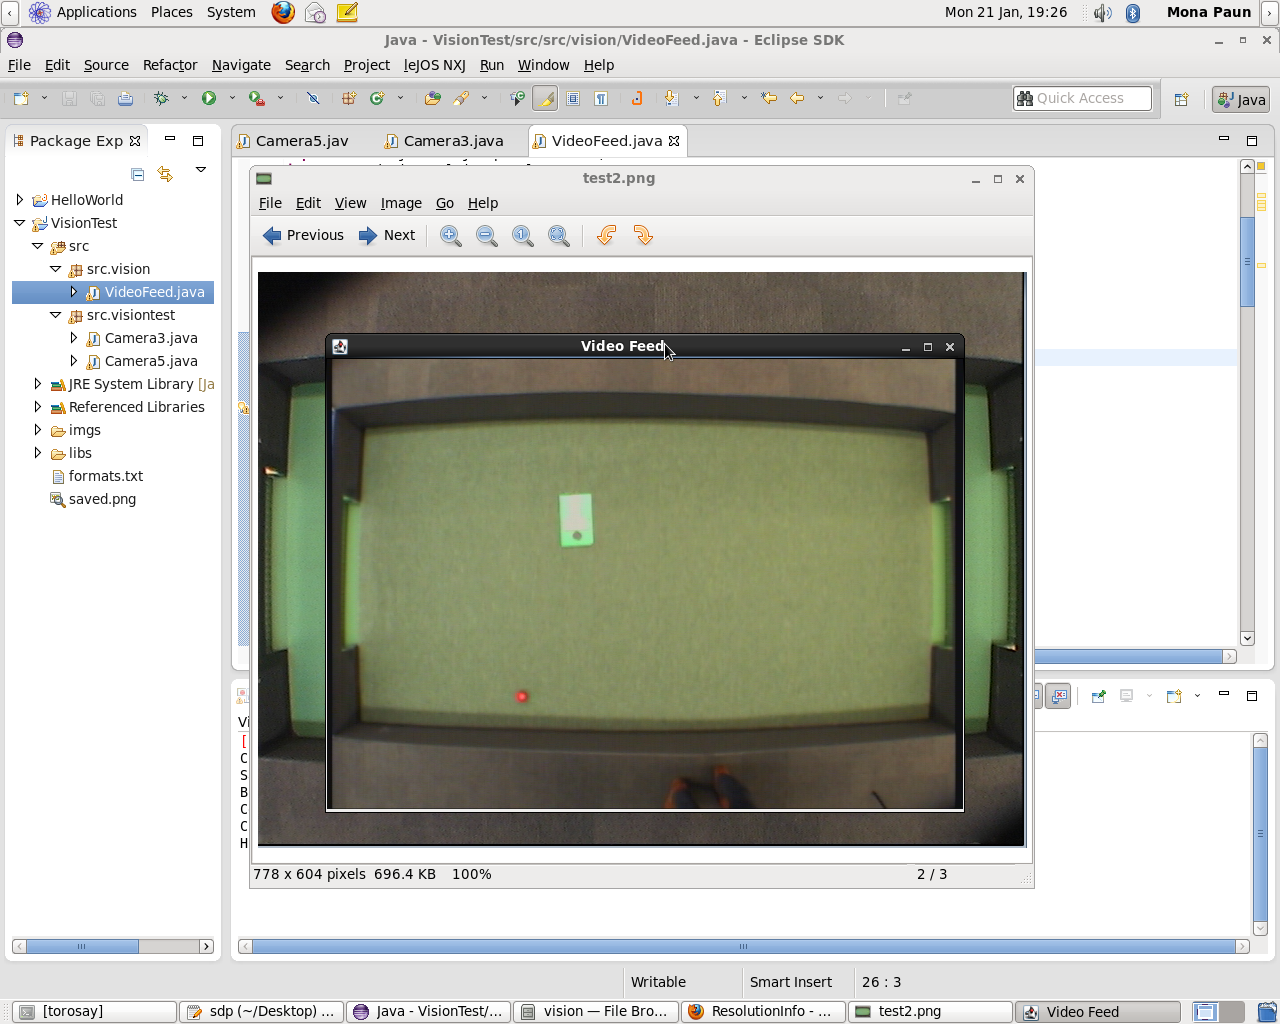 Applications Places System Mon 21 Jan, 19:26 Mona Paun
Java - VisionTest/src/src/vision/VideoFeed.java - Eclipse SDK
File Edit Source Refactor Navigate Search Project leJOS NXJ Run Window Help
Quick Access Java
Package Exp Camera5.jav Camera3.java VideoFeed.java
HelloWorld
VisionTest
src
src.vision
VideoFeed.java
src.visiontest
Camera3.java
Camera5.java
JRE System Library [Ja
Referenced Libraries
imgs
libs
formats.txt
saved.png
test2.png
File Edit View Image Go Help
Previous Next
Video Feed
778 x 604 pixels 696.4 KB 100% 2 / 3
Vi
[
C
S
B
C
C
H
Writable Smart Insert 26 : 3
[torosay] sdp (~/Desktop) ... Java - VisionTest/... vision — File Bro... ResolutionInfo - ... test2.png Video Feed